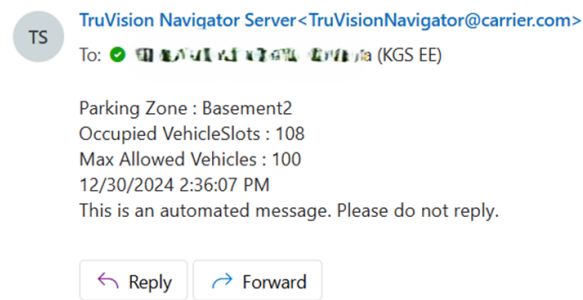 TS
TruVision Navigator Server<TruVisionNavigator@carrier.com>
To: (KGS EE)
Parking Zone : Basement2
Occupied VehicleSlots : 108
Max Allowed Vehicles : 100
12/30/2024 2:36:07 PM
This is an automated message. Please do not reply.
Reply
Forward